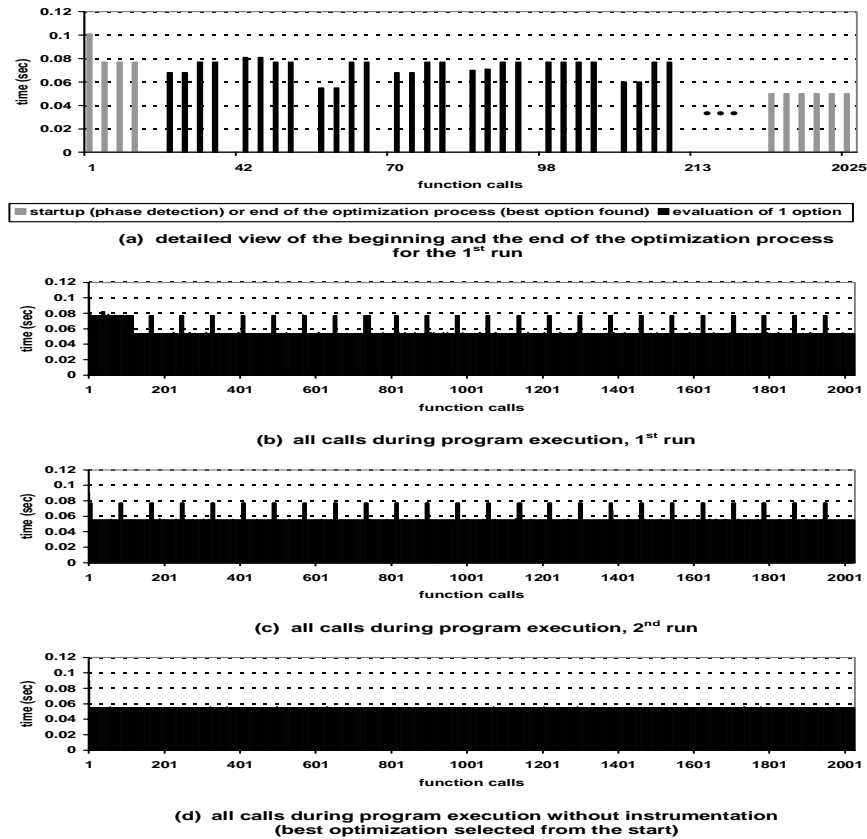 0.12
0.1
0.08
0.06
0.04
0.02
0
time (sec)
1 42 70 98 213 2025
function calls
startup (phase detection) or end of the optimization process (best option found) evaluation of 1 option
(a) detailed view of the beginning and the end of the optimization process
for the 1st run
0.12
0.1
0.08
0.06
0.04
0.02
0
time (sec)
1 201 401 601 801 1001 1201 1401 1601 1801 2001
function calls
(b) all calls during program execution, 1st run
0.12
0.1
0.08
0.06
0.04
0.02
0
time (sec)
1 201 401 601 801 1001 1201 1401 1601 1801 2001
function calls
(c) all calls during program execution, 2nd run
0.12
0.1
0.08
0.06
0.04
0.02
0
time (sec)
1 201 401 601 801 1001 1201 1401 1601 1801 2001
function calls
(d) all calls during program execution without instrumentation
(best optimization selected from the start)